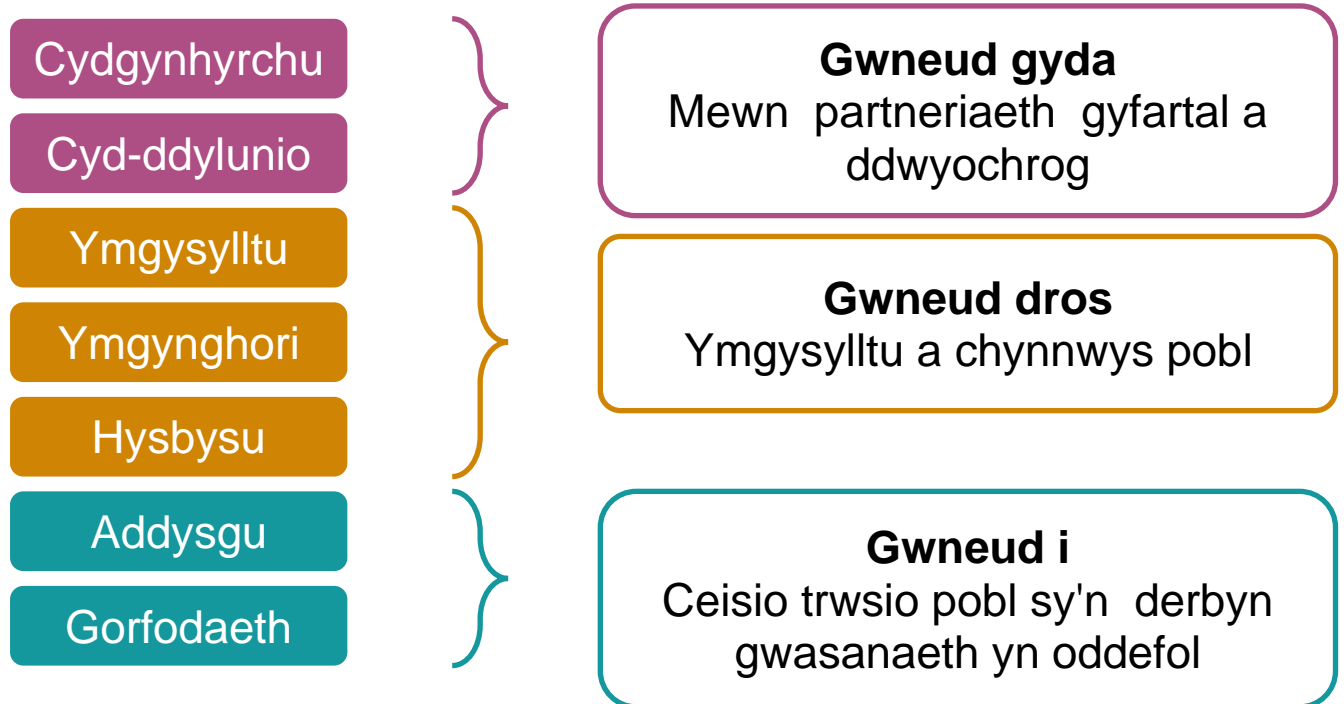 Cydgynhyrchu
Cyd-ddylunio
Gwneud gyda
Mewn partneriaeth gyfartal a
ddwyochrog
Ymgysylltu
Ymgynghori
Hysbysu
Gwneud dros
Ymgysylltu a chynnwys pobl
Addysgu
Gorfodaeth
Gwneud i
Ceisio trwsio pobl sy'n derbyn
gwasanaeth yn oddefol